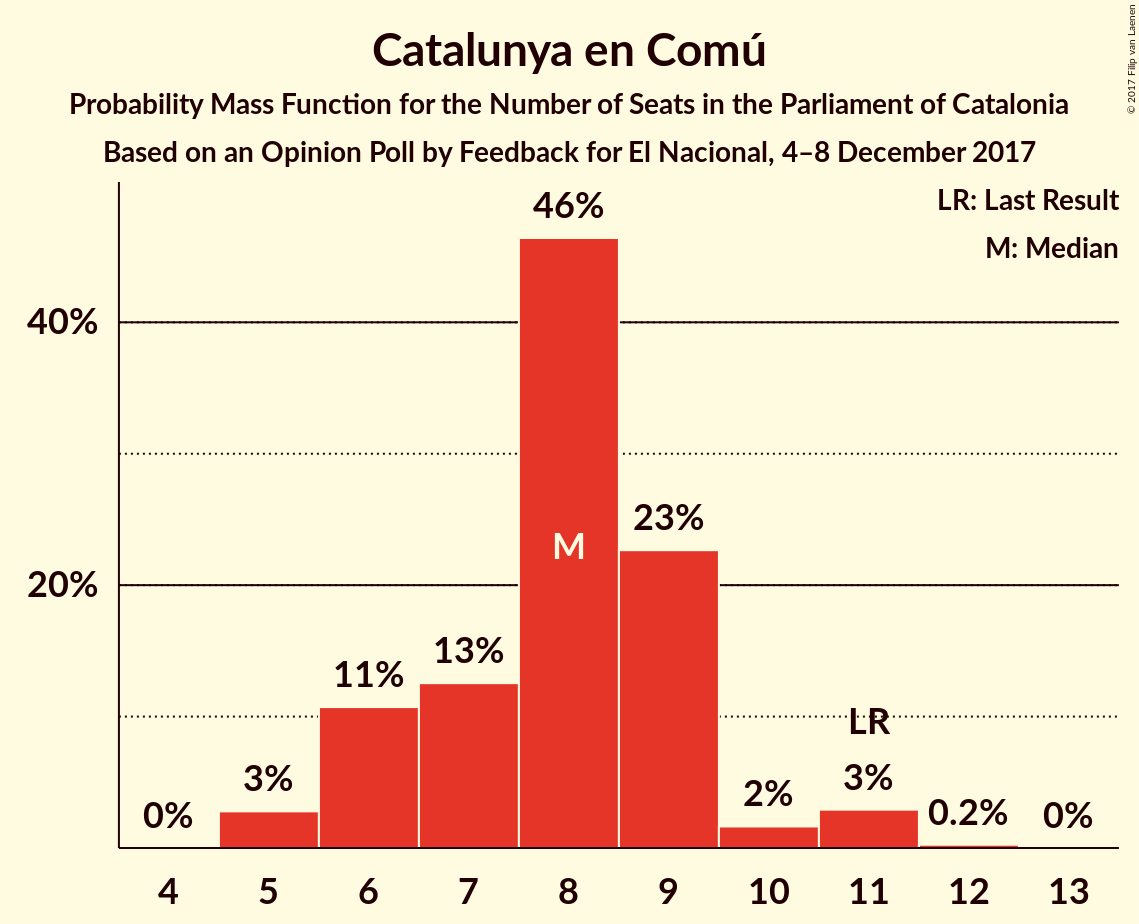 Catalunya en Comú
Probability Mass Function for the Number of Seats in the Parliament of Catalonia
Based on an Opinion Poll by Feedback for El Nacional, 4–8 December 2017
© 2017 Filip van Laenen
LR: Last Result
M: Median
46%
40%
M
23%
20%
13%
11%
LR
3%
3%
2%
0.2%
0%
0%
4 5 6 7 8 9 10 11 12 13